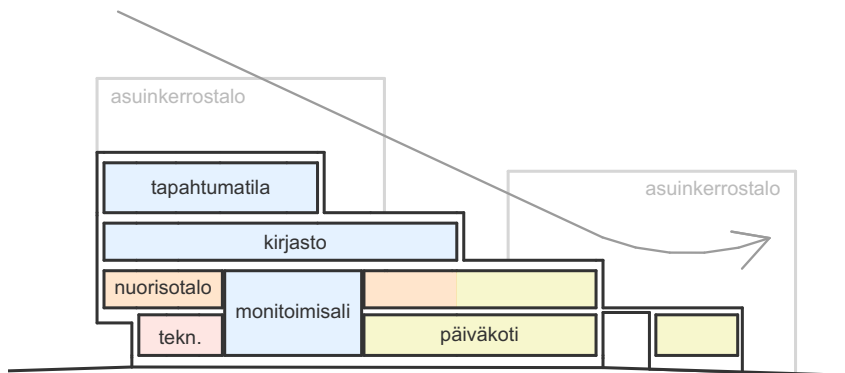 asuinkerrostalo
tapahtumatila
asuinkerrostalo
kirjasto
nuorisotalo
monitoimisali
tekn.
päiväkoti